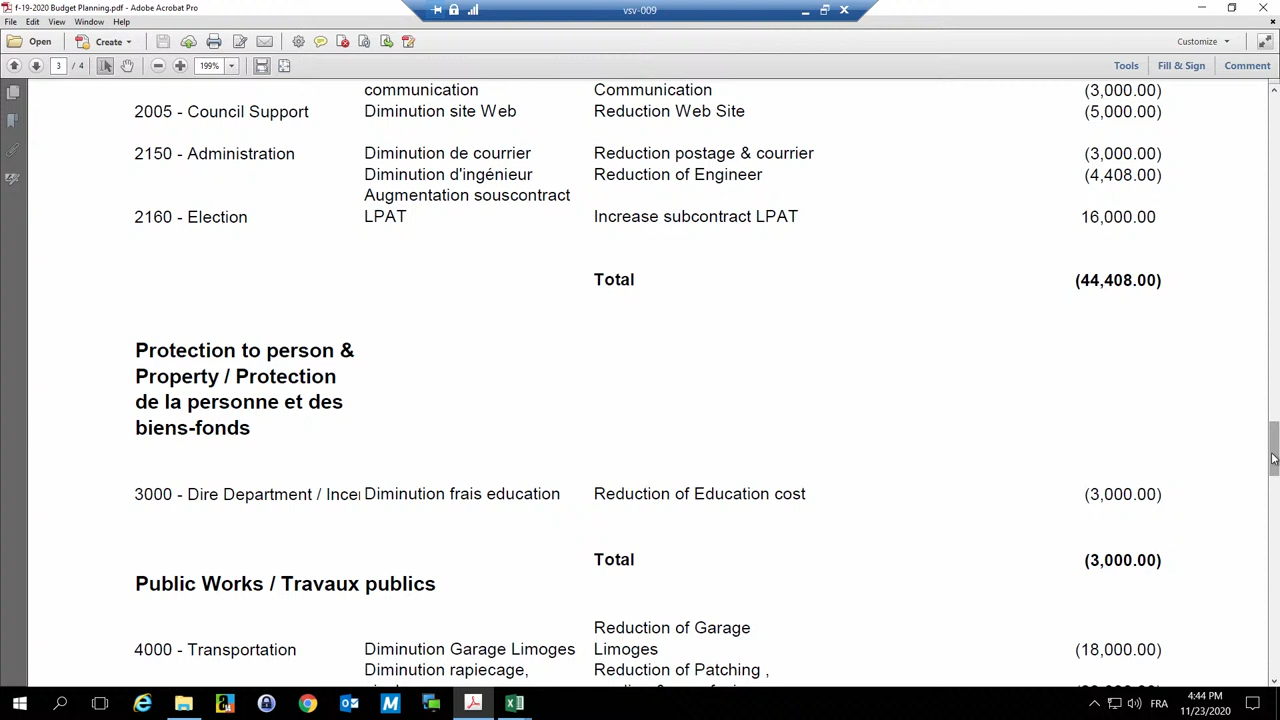 f-19-2020 Budget Planning.pdf - Adobe Acrobat Pro
vsv-009
File Edit View Window Help
Open Create Customize
3 / 4 199% Tools Fill & Sign Comment
communication Communication (3,000.00)
2005 - Council Support Diminution site Web Reduction Web Site (5,000.00)
2150 - Administration Diminution de courrier Reduction postage & courrier (3,000.00)
Diminution d'ingénieur Reduction of Engineer (4,408.00)
Augmentation souscontract
2160 - Election LPAT Increase subcontract LPAT 16,000.00
Total (44,408.00)
Protection to person &
Property / Protection
de la personne et des
biens-fonds
3000 - Dire Department / Incen Diminution frais education Reduction of Education cost (3,000.00)
Total (3,000.00)
Public Works / Travaux publics
Reduction of Garage
4000 - Transportation Diminution Garage Limoges Limoges (18,000.00)
Diminution rapiecage, Reduction of Patching ,
4:44 PM
FRA
11/23/2020